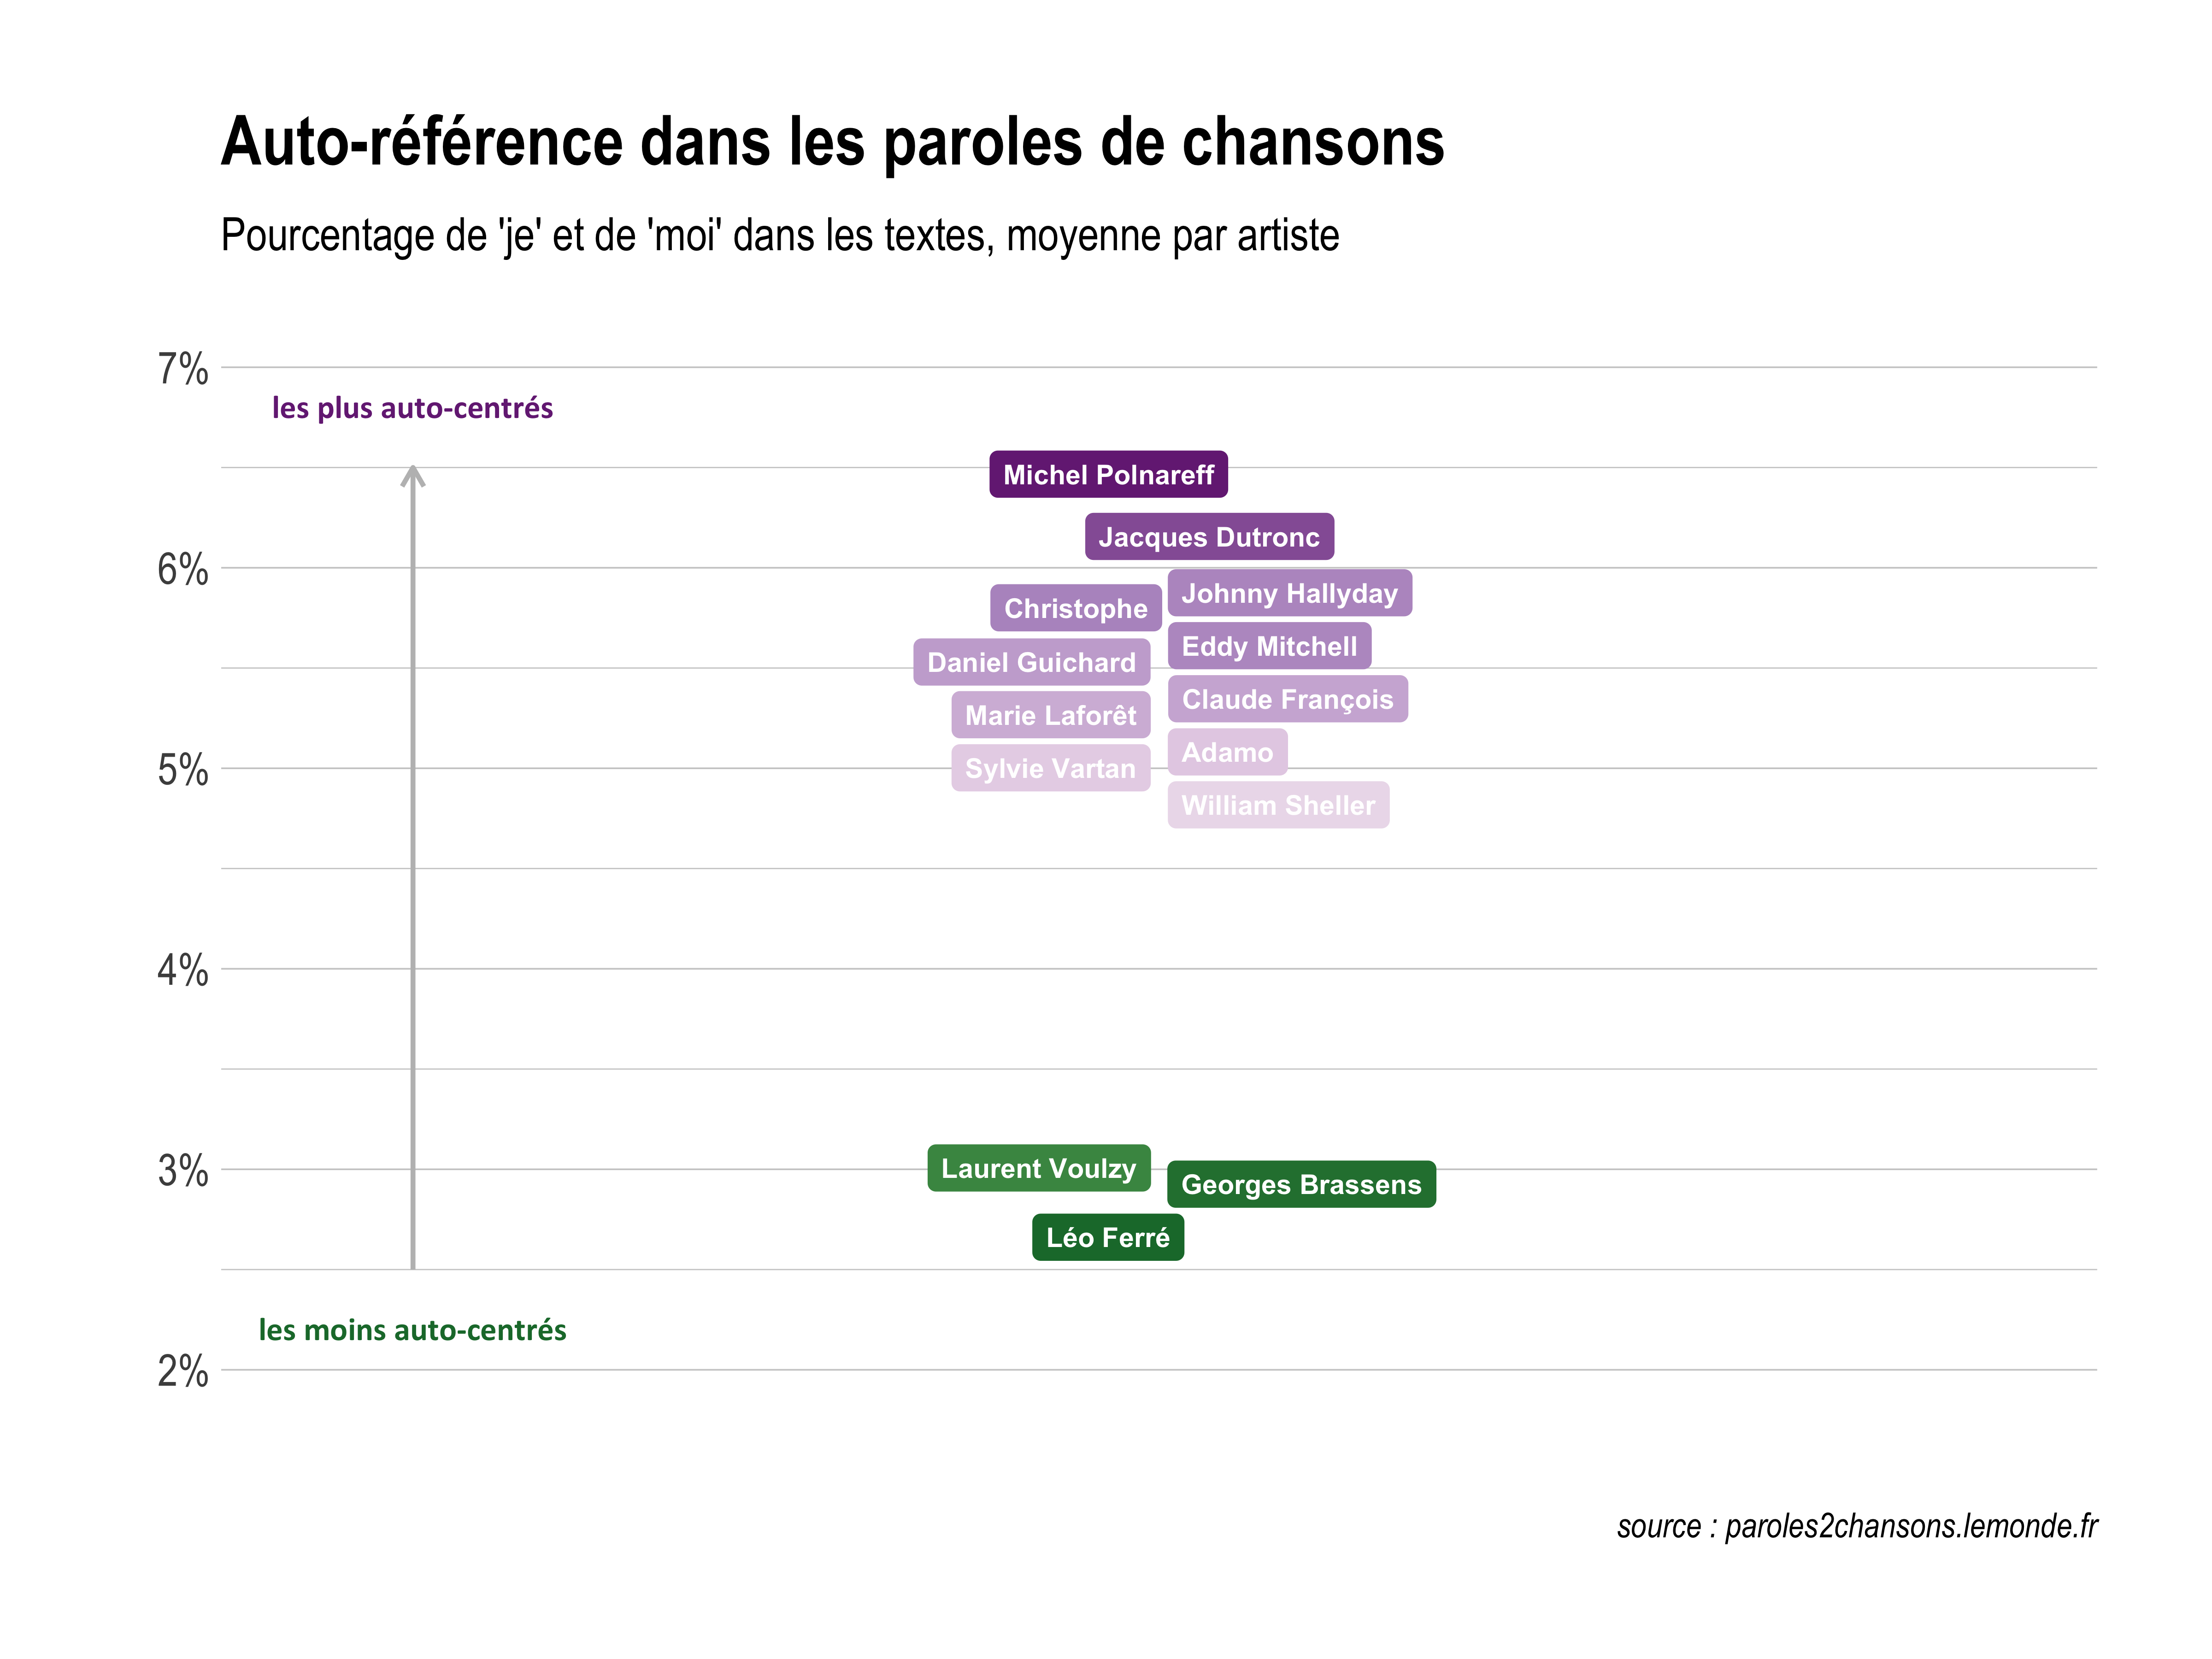 Auto-référence dans les paroles de chansons
Pourcentage de 'je' et de 'moi' dans les textes, moyenne par artiste
7%
les plus auto-centrés
Michel Polnareff
Jacques Dutronc
6%
Johnny Hallyday
Christophe
Eddy Mitchell
Daniel Guichard
Claude François
Marie Laforêt
Adamo
5%
Sylvie Vartan
William Sheller
4%
3%
Laurent Voulzy
Georges Brassens
Léo Ferré
les moins auto-centrés
2%
source : paroles2chansons.lemonde.fr